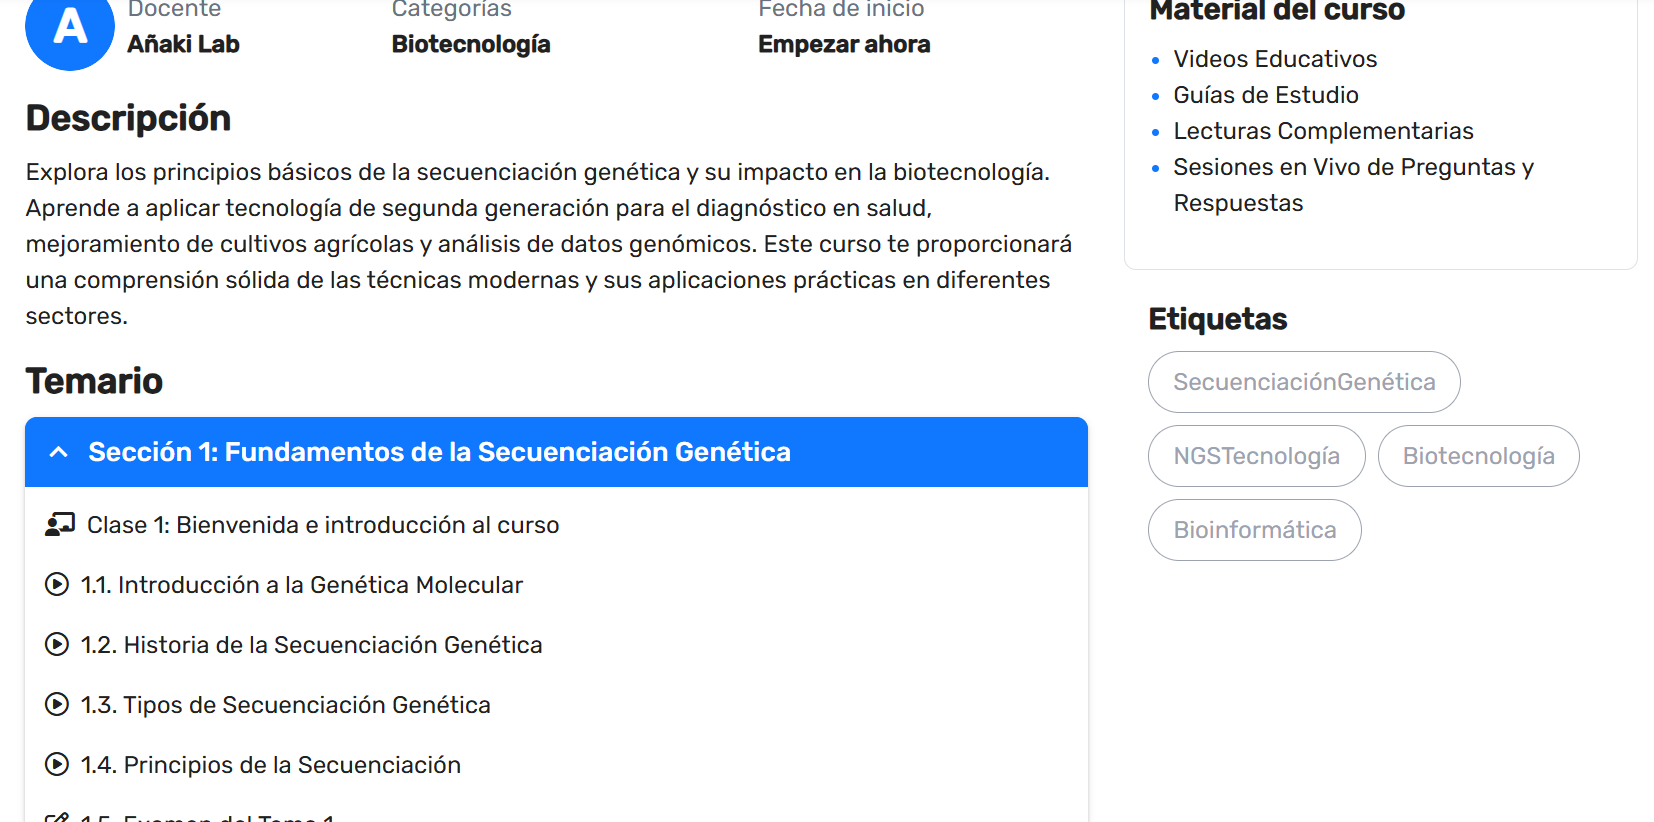 A
Docente
Añaki Lab
Categorías
Biotecnología
Fecha de inicio
Empezar ahora
Descripción
Explora los principios básicos de la secuenciación genética y su impacto en la biotecnología.
Aprende a aplicar tecnología de segunda generación para el diagnóstico en salud,
mejoramiento de cultivos agrícolas y análisis de datos genómicos. Este curso te proporcionará
una comprensión sólida de las técnicas modernas y sus aplicaciones prácticas en diferentes
sectores.
Temario
Sección 1: Fundamentos de la Secuenciación Genética
Clase 1: Bienvenida e introducción al curso
1.1. Introducción a la Genética Molecular
1.2. Historia de la Secuenciación Genética
1.3. Tipos de Secuenciación Genética
1.4. Principios de la Secuenciación
1.5. Examen del Tema 1
Material del curso
Videos Educativos
Guías de Estudio
Lecturas Complementarias
Sesiones en Vivo de Preguntas y
Respuestas
Etiquetas
SecuenciaciónGenética
NGSTecnología
Biotecnología
Bioinformática